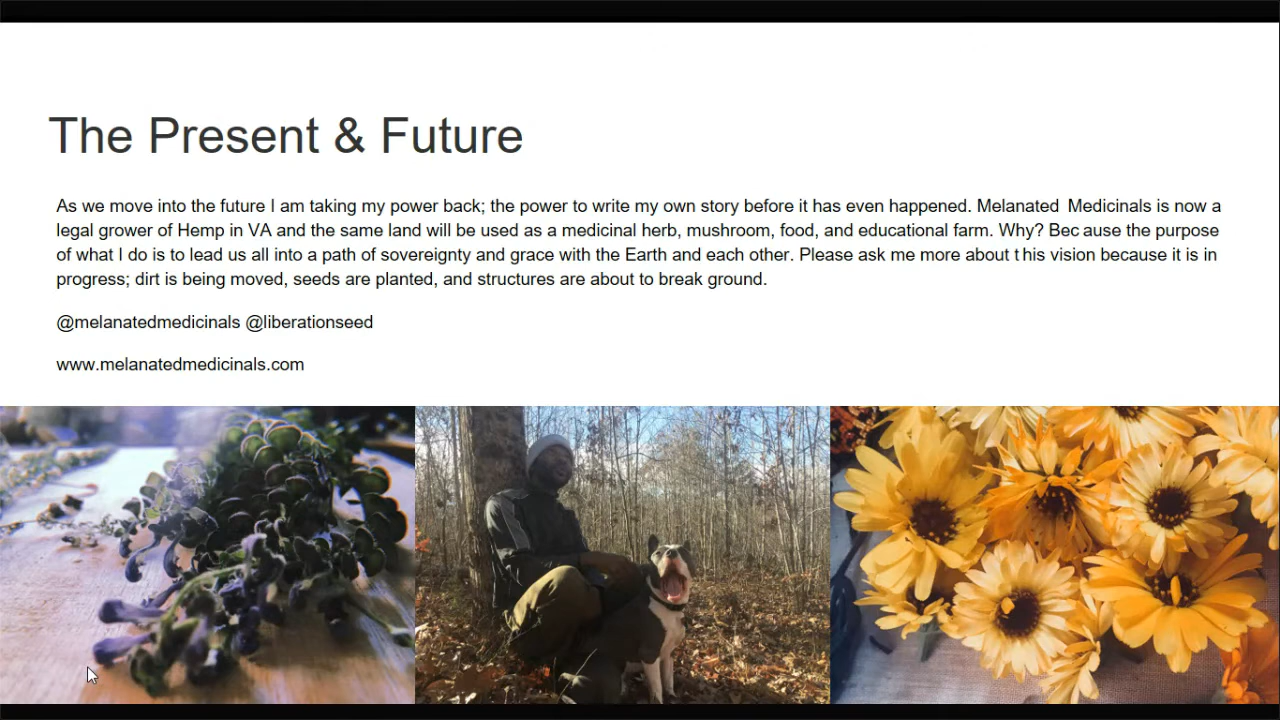 The Present & Future
As we move into the future I am taking my power back; the power to write my own story before it has even happened. Melanated Medicinals is now a
legal grower of Hemp in VA and the same land will be used as a medicinal herb, mushroom, food, and educational farm. Why? Because the purpose
of what I do is to lead us all into a path of sovereignty and grace with the Earth and each other. Please ask me more about this vision because it is in
progress; dirt is being moved, seeds are planted, and structures are about to break ground.
@melanatedmedicinals @liberationseed
www.melanatedmedicinals.com